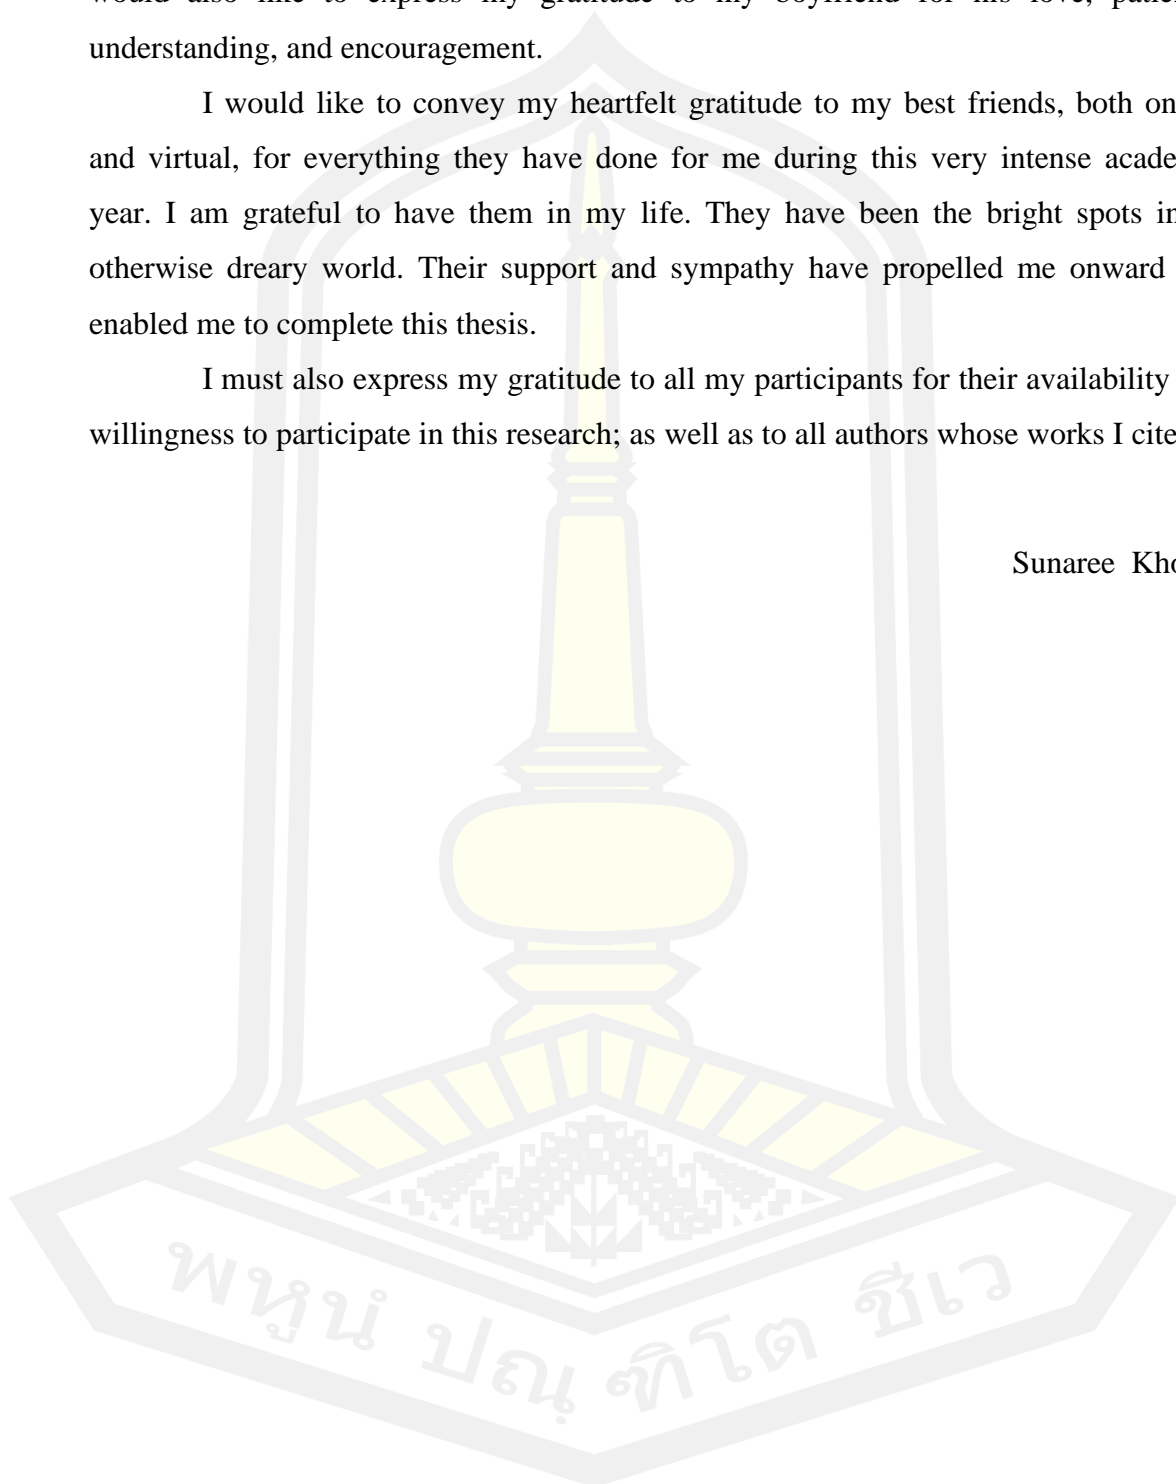 would also like to express my gratitude to my boyfriend for his love,
understanding, and encouragement.
I would like to convey my heartfelt gratitude to my best friends, both
and virtual, for everything they have done for me during this very intense
year. I am grateful to have them in my life. They have been the bright spots in
otherwise dreary world. Their support and sympathy have propelled me onward
enabled me to complete this thesis.
I must also express my gratitude to all my participants for their availability
willingness to participate in this research; as well as to all authors whose works I
Sunaree
พหูนํ ปณฺฑิโต ชีเว